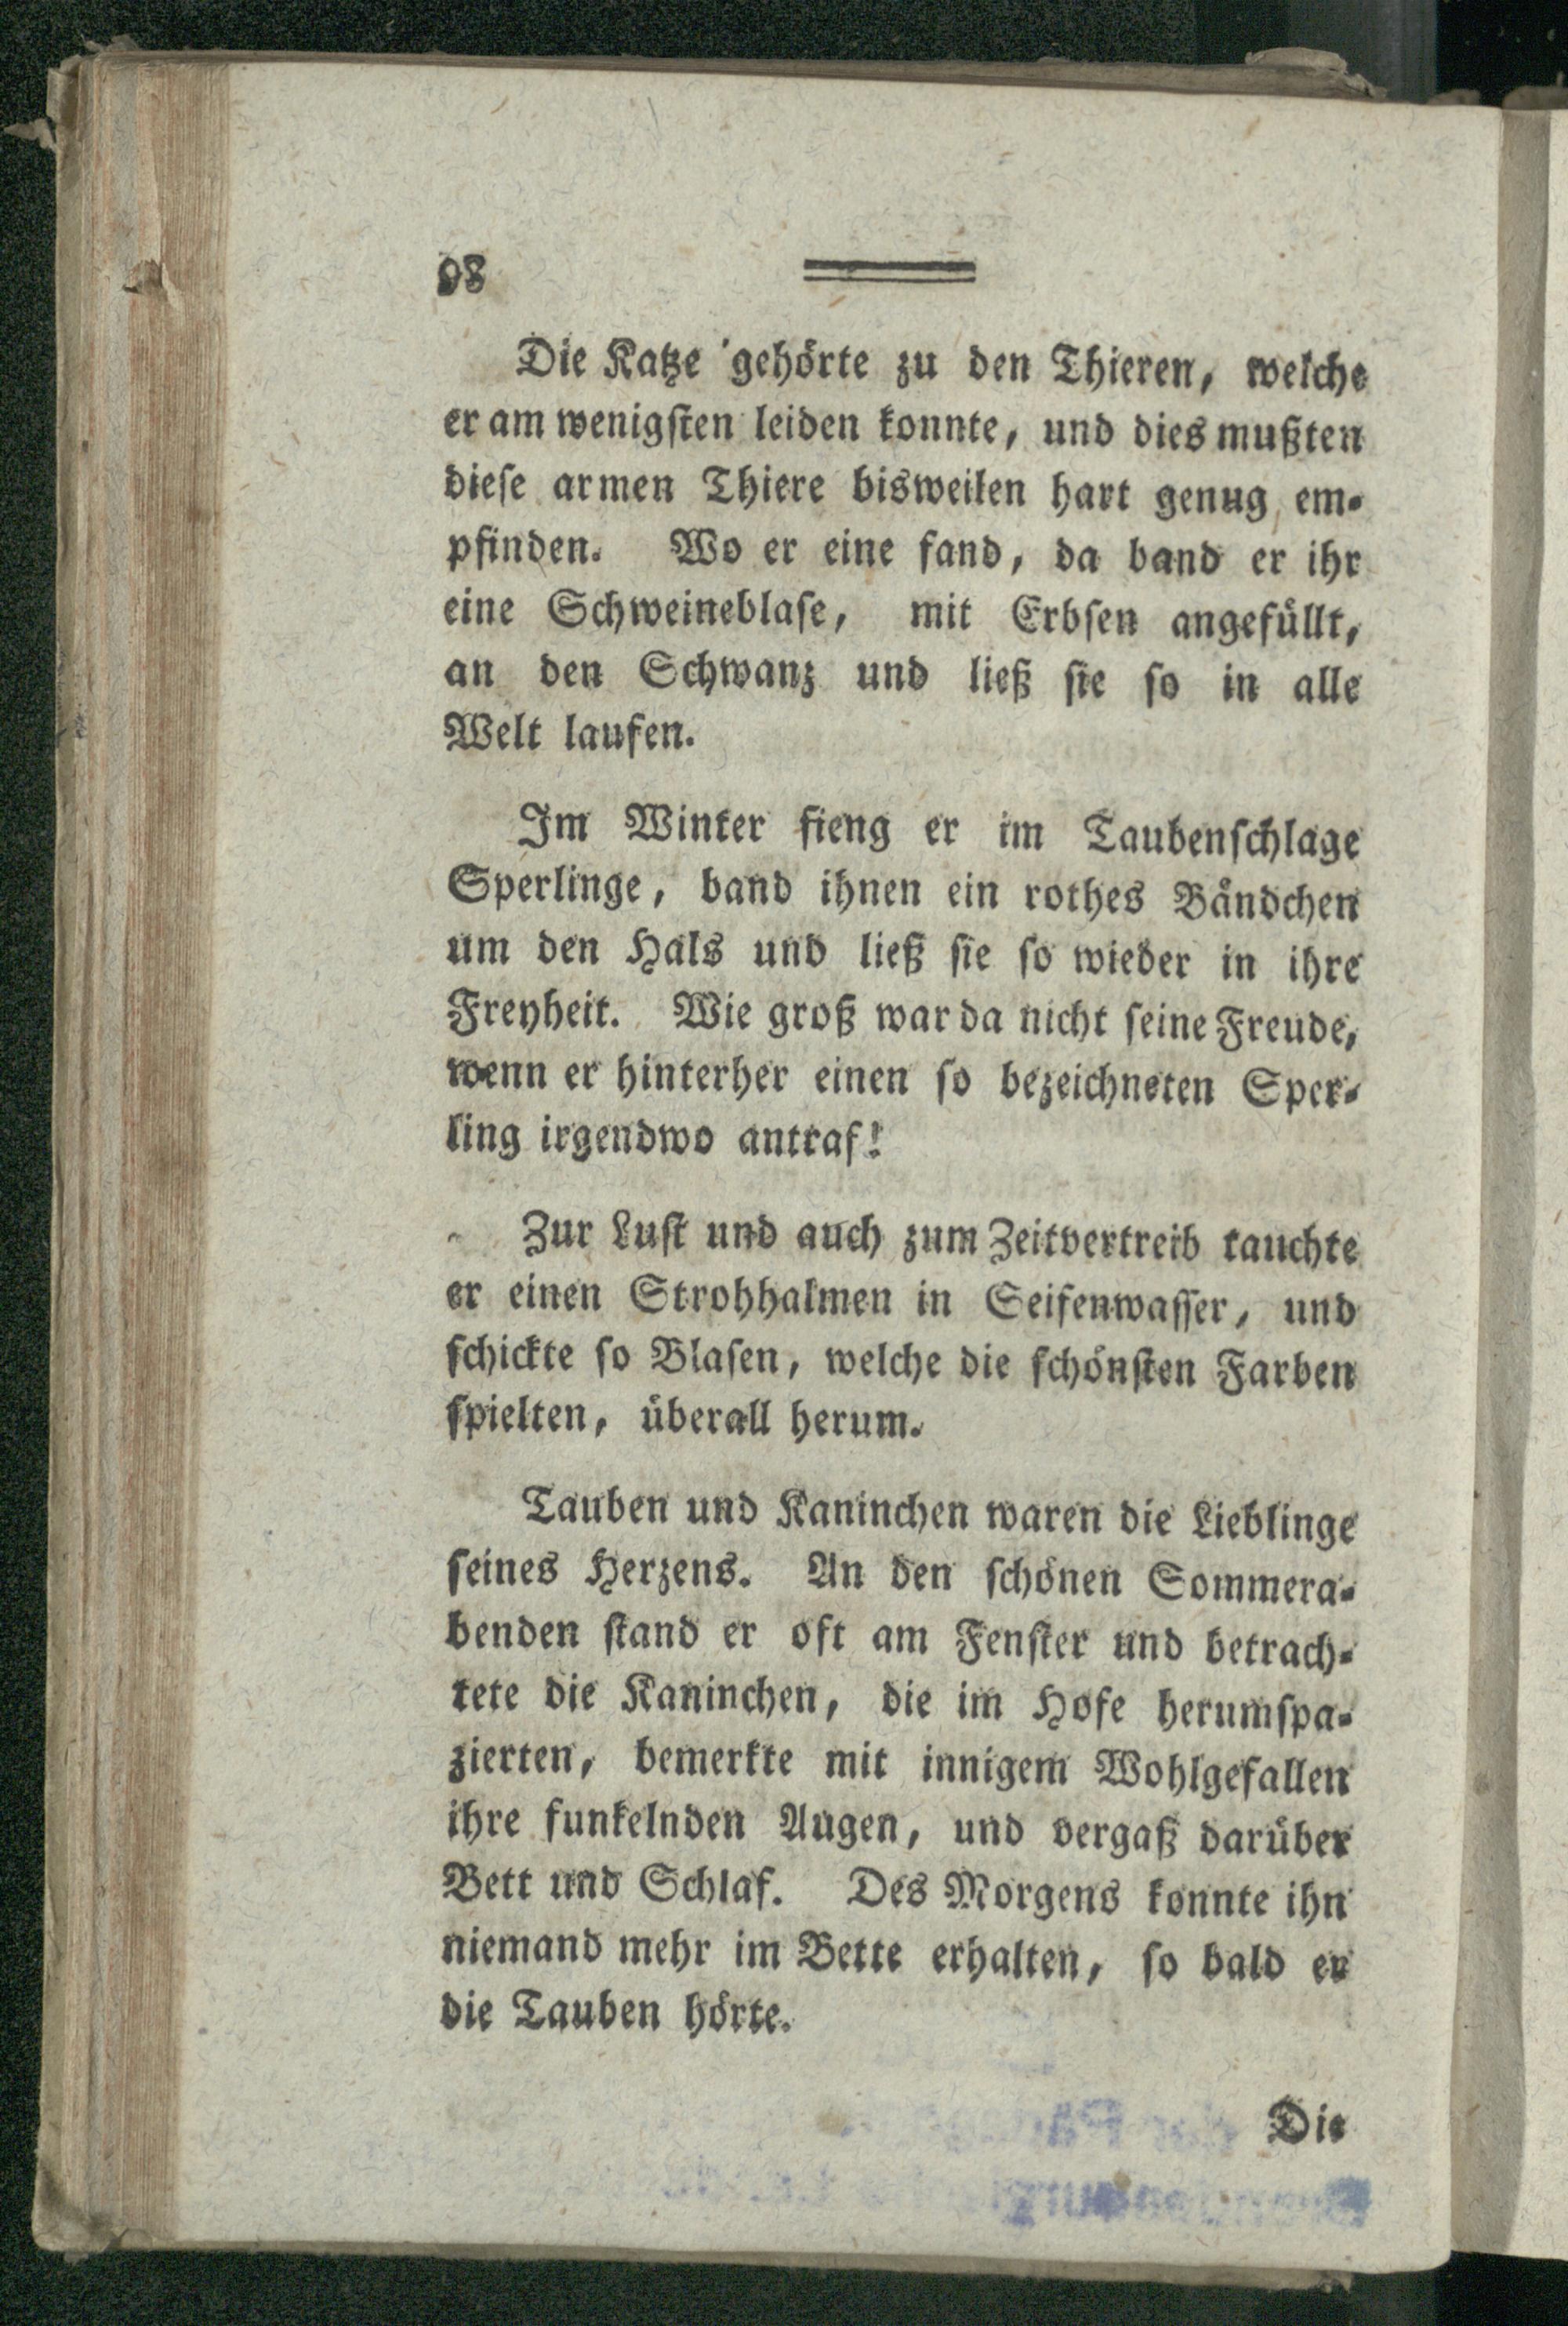 98
Die Katze gehörte zu den Thieren, welche
er am wenigsten leiden konnte, und dies mußten
diese armen Thiere bisweilen hart genug em-
pfinden. Wo er eine fand, da band er ihr
eine Schweineblase, mit Erbsen angefüllt,
an den Schwanz und ließ sie so in alle
Welt laufen.
Im Winter fieng er im Taubenschlage
Sperlinge, band ihnen ein rothes Bändchen
um den Hals und ließ sie so wieder in ihre
Freyheit. Wie groß war da nicht seine Freude,
wenn er hinterher einen so bezeichneten Sper-
ling irgendwo antraf!
Zur Lust und auch zum Zeitvertreib tauchte
er einen Strohhalmen in Seifenwasser, und
schickte so Blasen, welche die schönsten Farben
spielten, überall herum.
Tauben und Kaninchen waren die Lieblinge
seines Herzens. An den schönen Sommera-
benden stand er oft am Fenster und betrach-
tete die Kaninchen, die im Hofe herumspa-
zierten, bemerkte mit innigem Wohlgefallen
ihre funkelnden Augen, und vergaß darüber
Bett und Schlaf. Des Morgens konnte ihn
niemand mehr im Bette erhalten, so bald er
die Tauben hörte.
Die